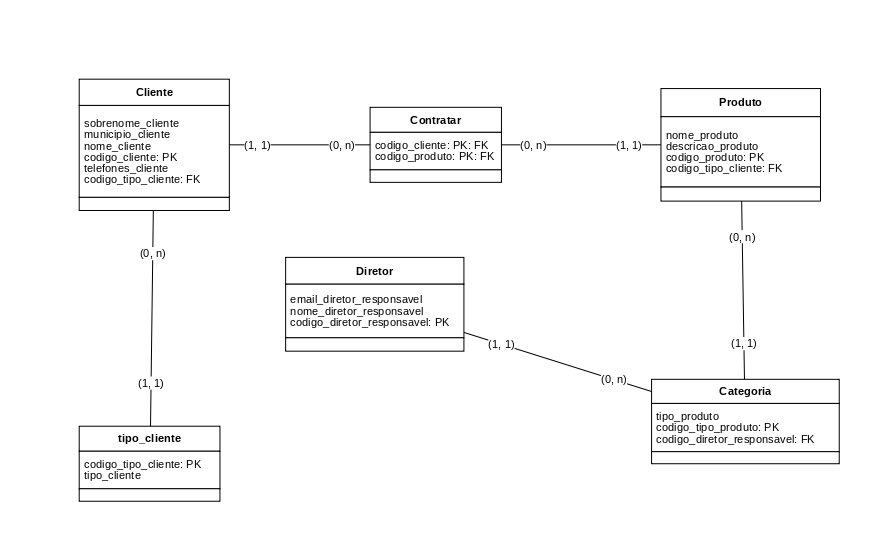 Cliente
sobrenome_cliente
municipio_cliente
nome_cliente
codigo_cliente: PK
telefones_cliente
codigo_tipo_cliente: FK
(1, 1)
(0, n)
Contratar
codigo_cliente: PK: FK
codigo_produto: PK: FK
(0, n)
(1, 1)
Produto
nome_produto
descricao_produto
codigo_produto: PK
codigo_tipo_cliente: FK
(0, n)
(0, n)
Diretor
email_diretor_responsavel
nome_diretor_responsavel
codigo_diretor_responsavel: PK
(1, 1)
(0, n)
(1, 1)
(1, 1)
Categoria
tipo_produto
codigo_tipo_produto: PK
codigo_diretor_responsavel: FK
tipo_cliente
codigo_tipo_cliente: PK
tipo_cliente